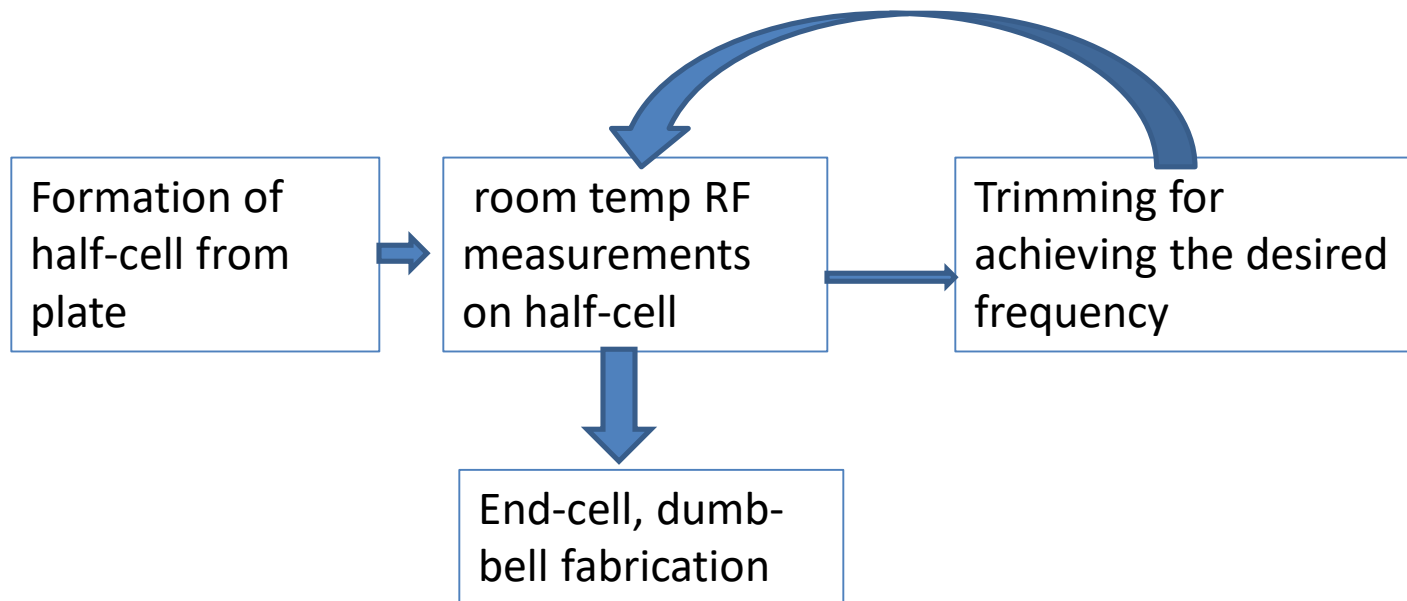 Formation of
half-cell from
plate
room temp RF
measurements
on half-cell
Trimming for
achieving the desired
frequency
End-cell, dumb-
bell fabrication